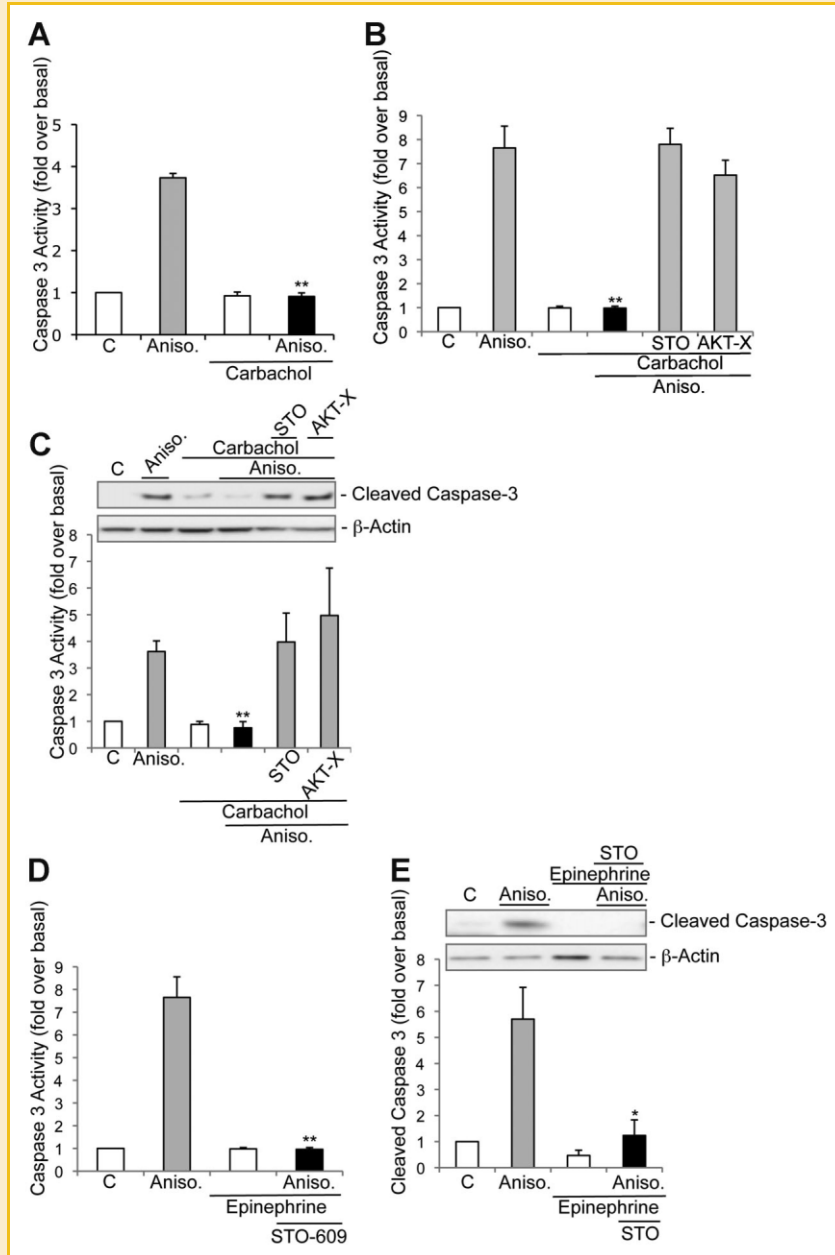 A
Caspase 3 Activity (fold over basal)
5
4
3
2
1
0
C
Aniso.
Aniso.
**
Carbachol
B
Caspase 3 Activity (fold over basal)
9
8
7
6
5
4
3
2
1
0
**
C
Aniso.
STO
AKT-X
Carbachol
Aniso.
C
STO
AKT-X
Carbachol
C
Aniso.
Aniso.
- Cleaved Caspase-3
- β-Actin
Caspase 3 Activity (fold over basal)
8
7
6
5
4
3
2
1
0
**
C
Aniso.
STO
AKT-X
Carbachol
Aniso.
D
Caspase 3 Activity (fold over basal)
9
8
7
6
5
4
3
2
1
0
**
C
Aniso.
Aniso.
Epinephrine
STO-609
E
STO
Epinephrine
C
Aniso.
Aniso.
- Cleaved Caspase-3
- β-Actin
Cleaved Caspase 3 (fold over basal)
8
6
4
2
0
*
C
Aniso.
Aniso.
Epinephrine
STO